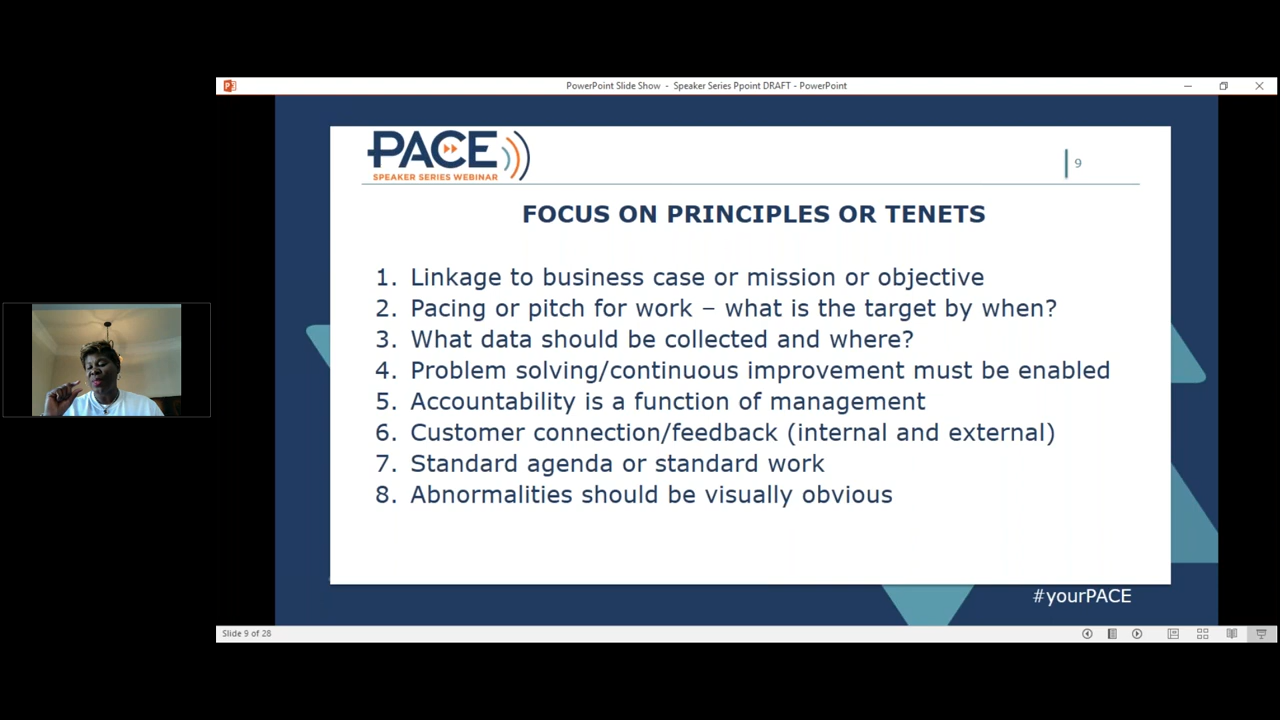 PowerPoint Slide Show - Speaker Series Ppoint DRAFT - PowerPoint
PACE
SPEAKER SERIES WEBINAR
9
FOCUS ON PRINCIPLES OR TENETS
1. Linkage to business case or mission or objective
2. Pacing or pitch for work – what is the target by when?
3. What data should be collected and where?
4. Problem solving/continuous improvement must be enabled
5. Accountability is a function of management
6. Customer connection/feedback (internal and external)
7. Standard agenda or standard work
8. Abnormalities should be visually obvious
#yourPACE
Slide 9 of 28